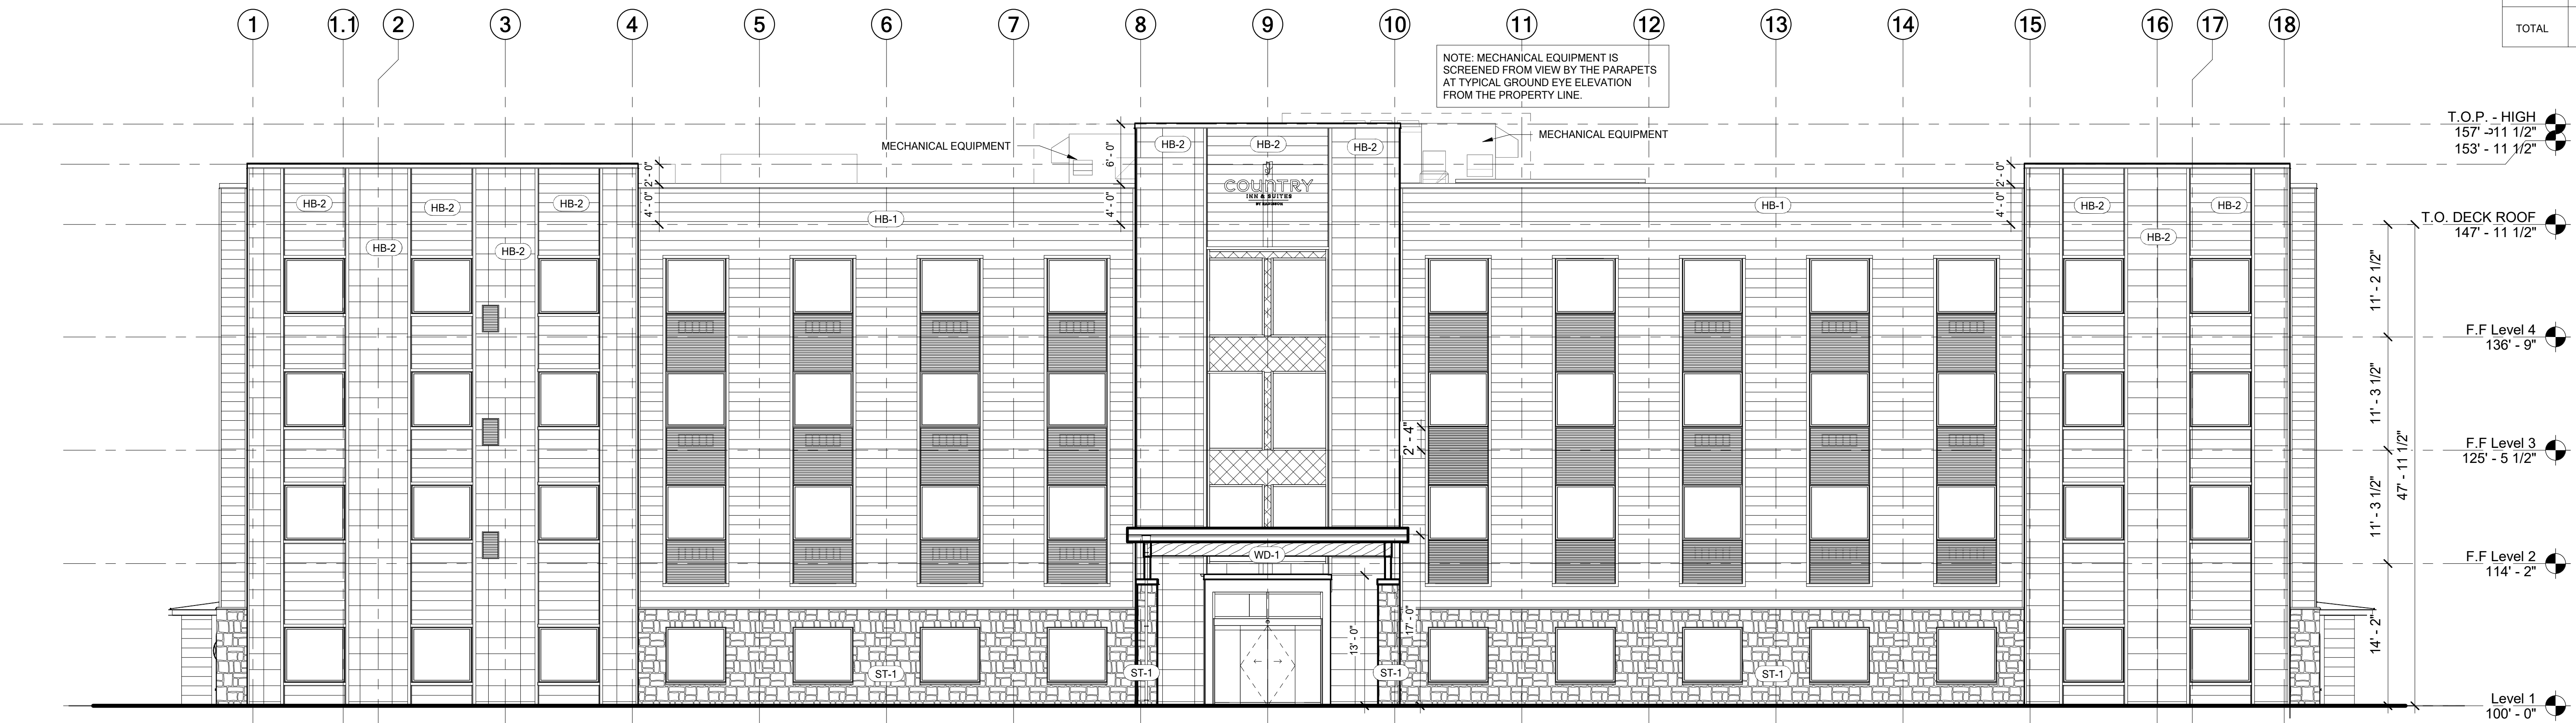 1 1.1 2 3 4 5 6 7 8 9 10 11 12 13 14 15 16 17 18
TOTAL
NOTE: MECHANICAL EQUIPMENT IS
SCREENED FROM VIEW BY THE PARAPETS
AT TYPICAL GROUND EYE ELEVATION
FROM THE PROPERTY LINE.
T.O.P. - HIGH
157' - 11 1/2"
153' - 11 1/2"
MECHANICAL EQUIPMENT
MECHANICAL EQUIPMENT
HB-2 HB-2 HB-2
6' - 0"
2' - 0"
2' - 0"
COUNTRY
INN & SUITES
HB-2 HB-2 HB-2
4' - 0"
4' - 0"
4' - 0"
HB-1
HB-1
HB-2 HB-2
T.O. DECK ROOF
147' - 11 1/2"
HB-2 HB-2
HB-2
11' - 2 1/2"
F.F Level 4
136' - 9"
11' - 3 1/2"
2' - 4"
F.F Level 3
125' - 5 1/2"
47' - 11 1/2"
11' - 3 1/2"
WD-1
F.F Level 2
114' - 2"
17' - 0"
13' - 0"
14' - 2"
ST-1 ST-1 ST-1 ST-1
Level 1
100' - 0"